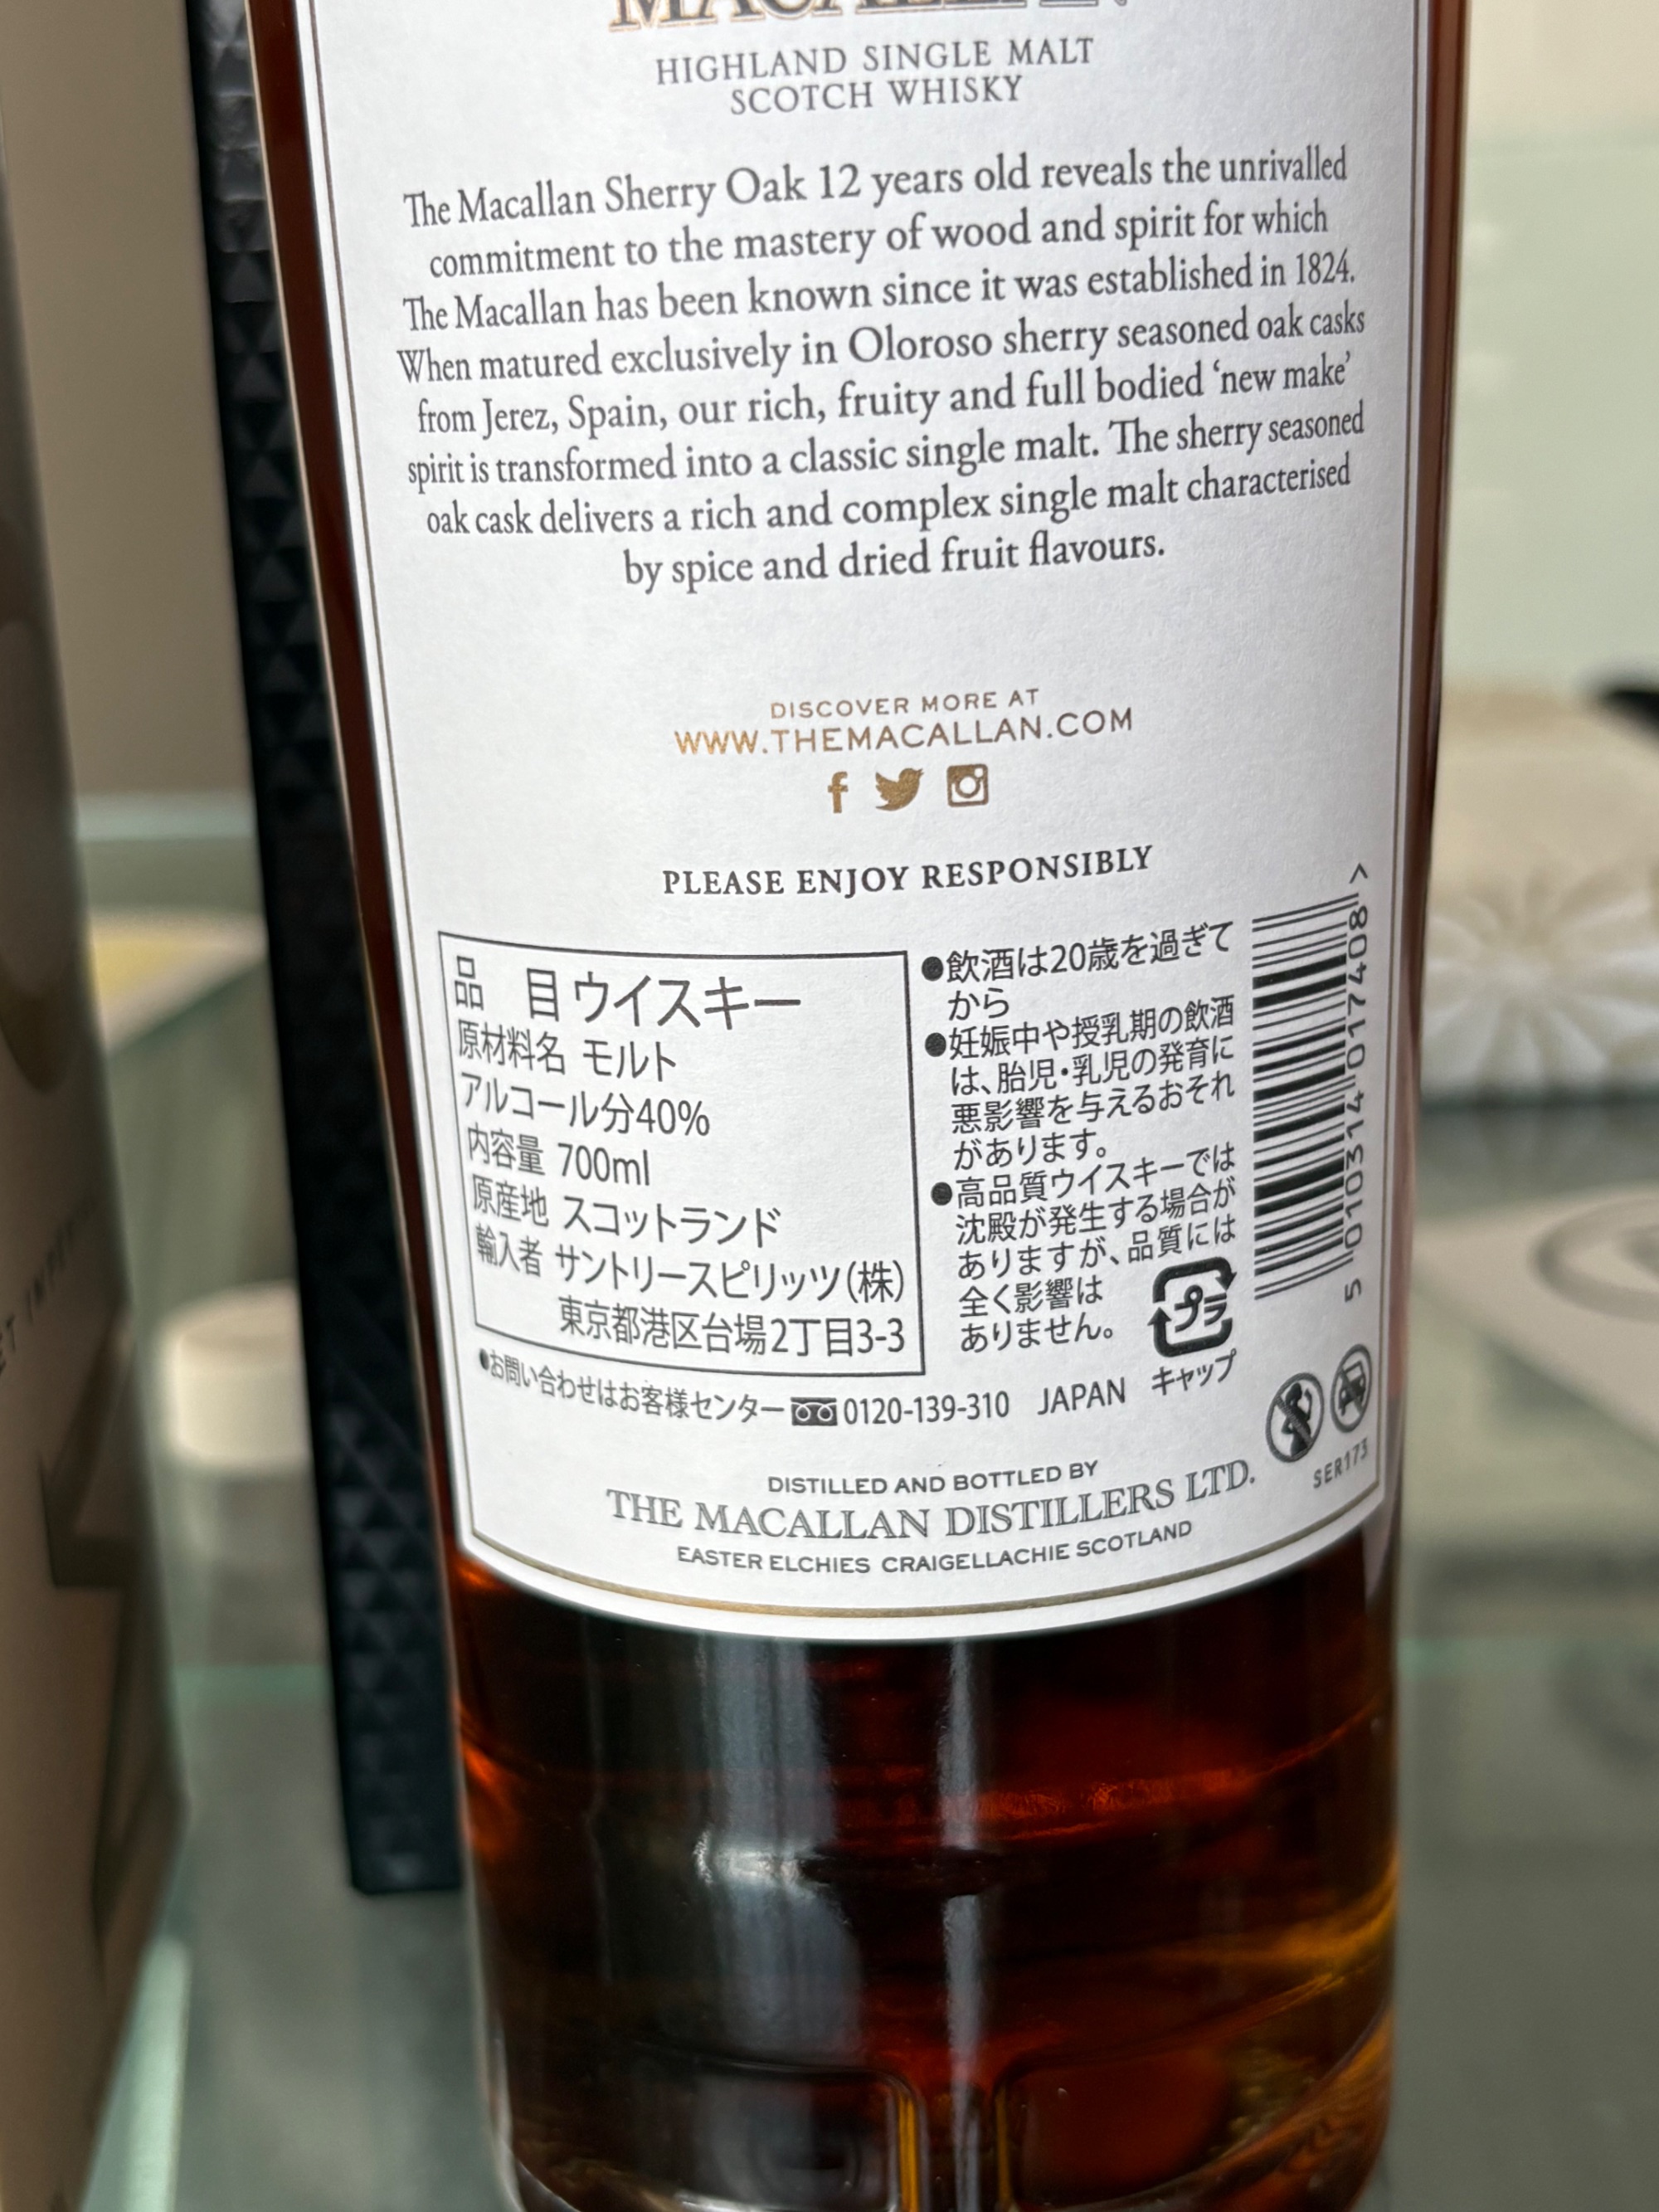 MACALLAN
HIGHLAND SINGLE MALT
SCOTCH WHISKY
The Macallan Sherry Oak 12 years old reveals the unrivalled
commitment to the mastery of wood and spirit for which
The Macallan has been known since it was established in 1824.
When matured exclusively in Oloroso sherry seasoned oak casks
from Jerez, Spain, our rich, fruity and full bodied ‘new make’
spirit is transformed into a classic single malt. The sherry seasoned
oak cask delivers a rich and complex single malt characterised
by spice and dried fruit flavours.
DISCOVER MORE AT
WWW.THEMACALLAN.COM
PLEASE ENJOY RESPONSIBLY
品　目 ウイスキー
原材料名 モルト
アルコール分40%
内容量 700ml
原産地 スコットランド
輸入者 サントリースピリッツ(株)
東京都港区台場2丁目3-3
●飲酒は20歳を過ぎて
から
●妊娠中や授乳期の飲酒
は、胎児・乳児の発育に
悪影響を与えるおそれ
があります。
●高品質ウイスキーでは
沈殿が発生する場合が
ありますが、品質には
全く影響は
ありません。
プラ
キャップ
5 010314 017408 >
●お問い合わせはお客様センター 0120-139-310 JAPAN
SER173
DISTILLED AND BOTTLED BY
THE MACALLAN DISTILLERS LTD.
EASTER ELCHIES CRAIGELLACHIE SCOTLAND